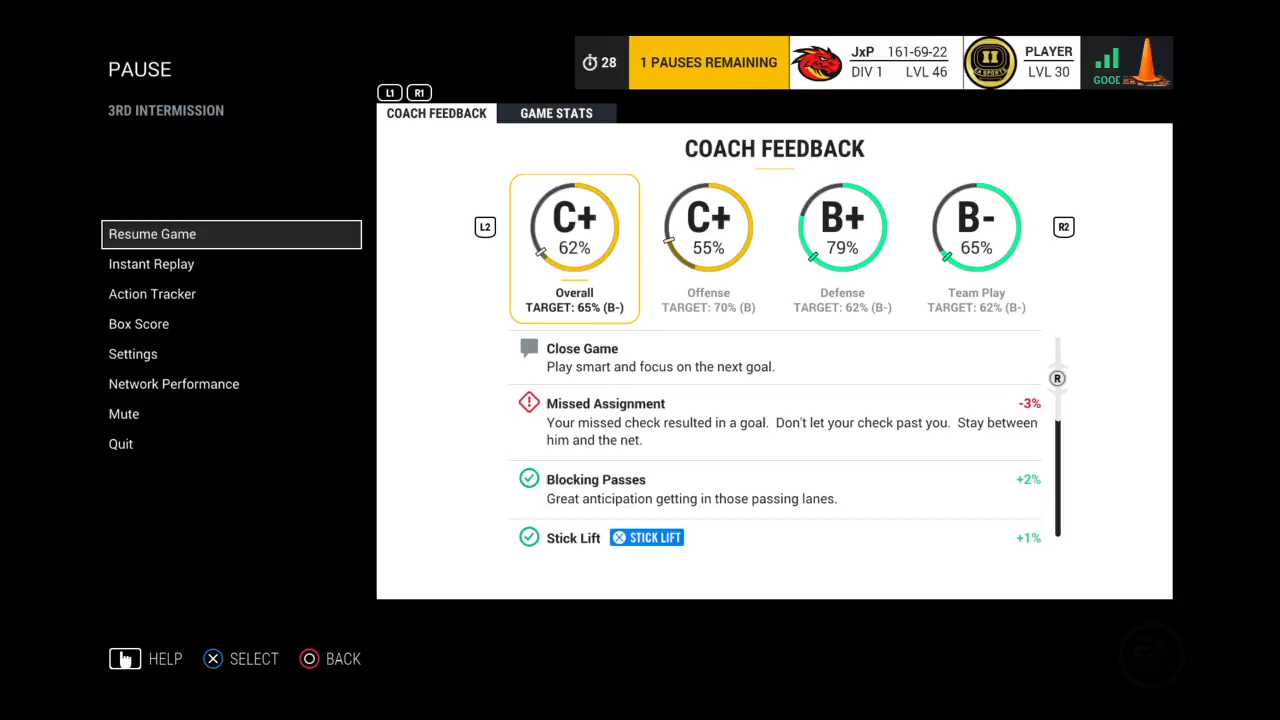 PAUSE
3RD INTERMISSION
28
1 PAUSES REMAINING
JxP 161-69-22
DIV 1 LVL 46
II
EA SPORTS
PLAYER
LVL 30
GOOD
L1 R1
COACH FEEDBACK GAME STATS
COACH FEEDBACK
L2
C+
62%
Overall
TARGET: 65% (B-)
C+
55%
Offense
TARGET: 70% (B)
B+
79%
Defense
TARGET: 62% (B-)
B-
65%
Team Play
TARGET: 62% (B-)
R2
Resume Game
Instant Replay
Action Tracker
Box Score
Settings
Network Performance
Mute
Quit
Close Game
Play smart and focus on the next goal.
R
Missed Assignment -3%
Your missed check resulted in a goal. Don't let your check past you. Stay between
him and the net.
Blocking Passes +2%
Great anticipation getting in those passing lanes.
Stick Lift STICK LIFT +1%
HELP SELECT BACK
EA